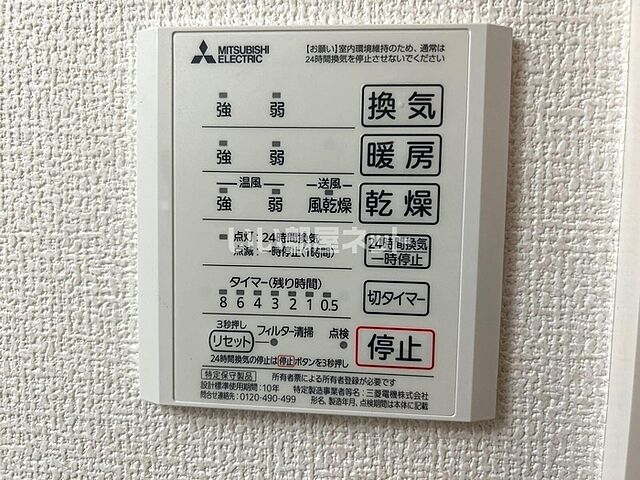 MITSUBISHI
ELECTRIC
【お願い】室内環境維持のため、通常は
24時間換気を停止させないでください
強 弱 換気
強 弱 暖房
温風 送風
強 弱 風乾燥 乾燥
点灯:24時間換気
点滅:一時停止(1時間)
24時間換気
一時停止
いい部屋ネット
タイマー(残り時間)
8 6 4 3 2 1 0.5
切タイマー
3秒押し
リセット フィルター清掃 点検
停止
24時間換気の停止は停止ボタンを3秒押し
特定保守製品 所有者票による所有者登録が必要です
設計標準使用期間:10年 特定製造事業者等名:三菱電機株式会社
問合せ連絡先:0120-490-499 形名、製造年月、点検期間は本体に記載